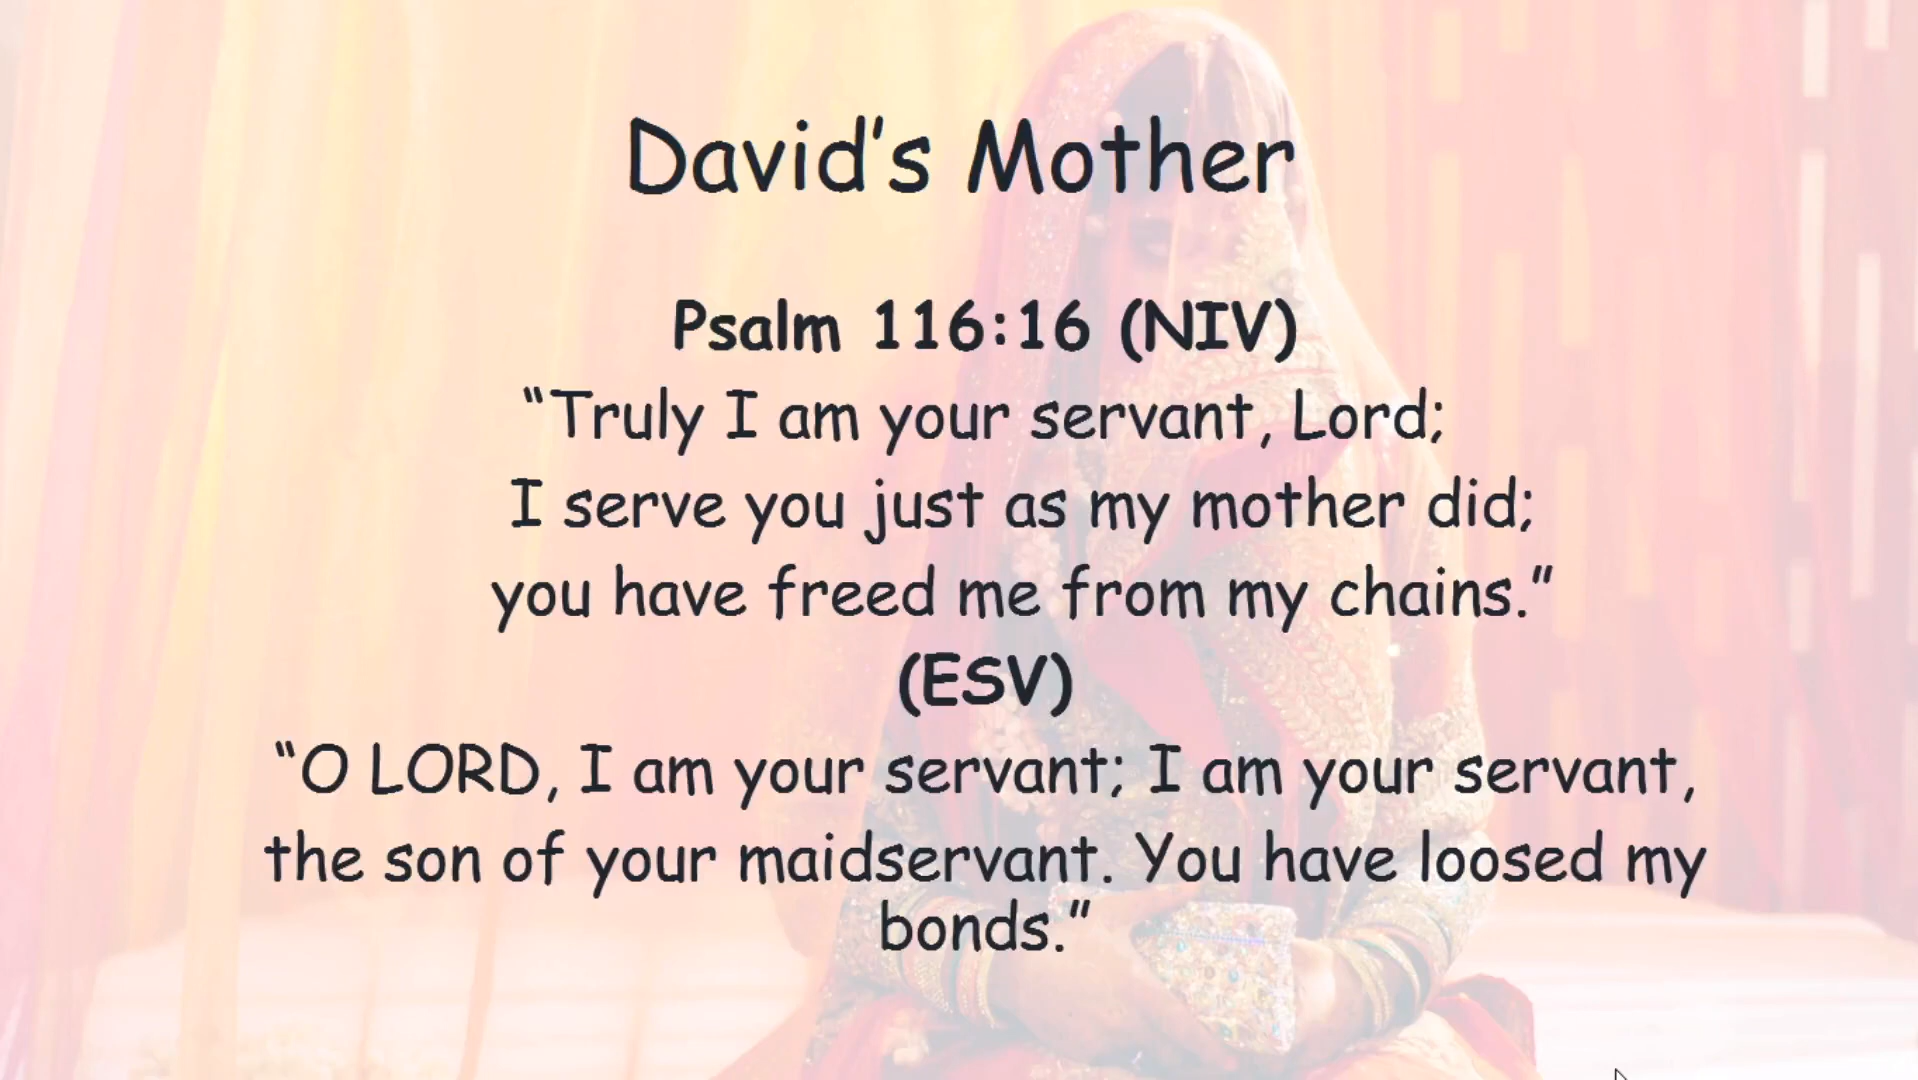 David’s Mother
Psalm 116:16 (NIV)
“Truly I am your servant, Lord;
I serve you just as my mother did;
you have freed me from my chains.”
(ESV)
“O LORD, I am your servant; I am your servant,
the son of your maidservant. You have loosed my
bonds.”